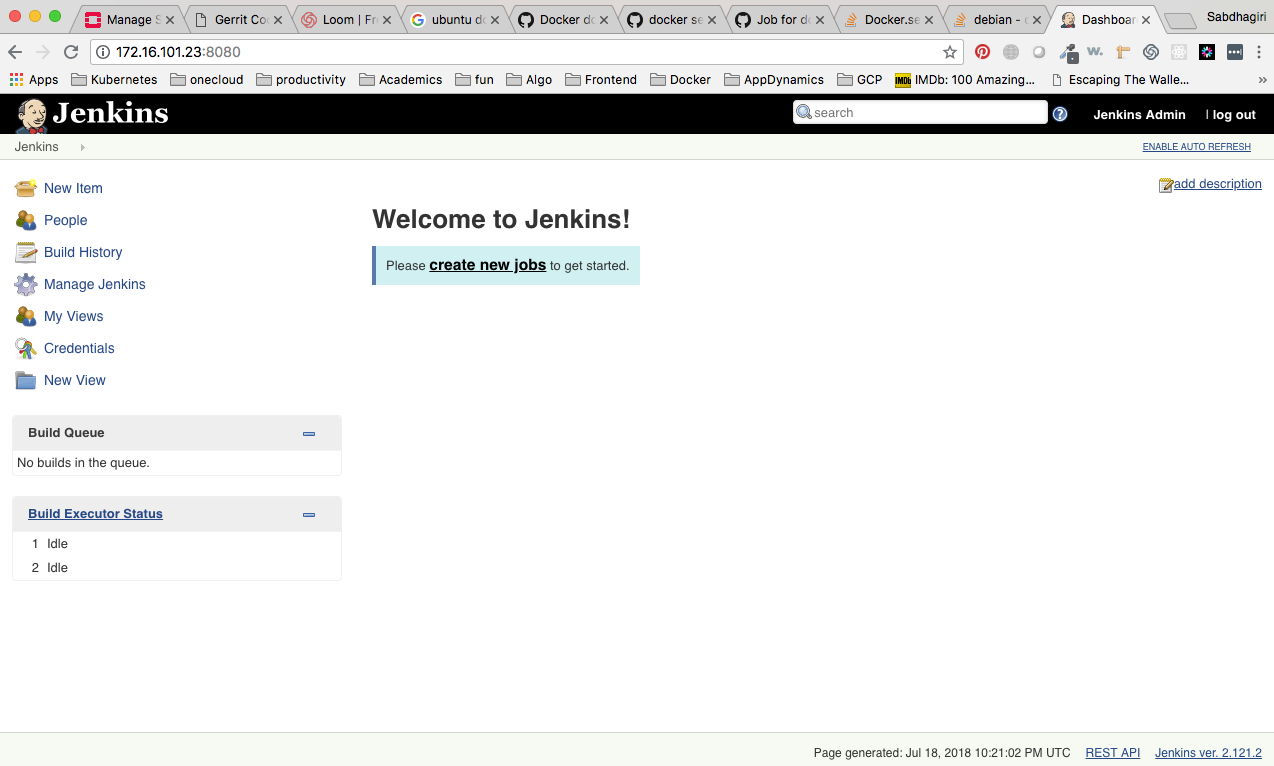 Manage S
Gerrit Co
Loom | Fr
ubuntu d
Docker d
docker se
Job for d
Docker.se
debian -
Dashboar
Sabdhagiri
172.16.101.23:8080
W.
Apps Kubernetes onecloud productivity Academics fun Algo Frontend Docker AppDynamics GCP IMDb IMDb: 100 Amazing... Escaping The Walle... »
Jenkins
search
Jenkins Admin | log out
Jenkins
ENABLE AUTO REFRESH
add description
New Item
People
Build History
Manage Jenkins
My Views
Credentials
New View
Welcome to Jenkins!
Please create new jobs to get started.
Build Queue
No builds in the queue.
Build Executor Status
1 Idle
2 Idle
Page generated: Jul 18, 2018 10:21:02 PM UTC REST API Jenkins ver. 2.121.2